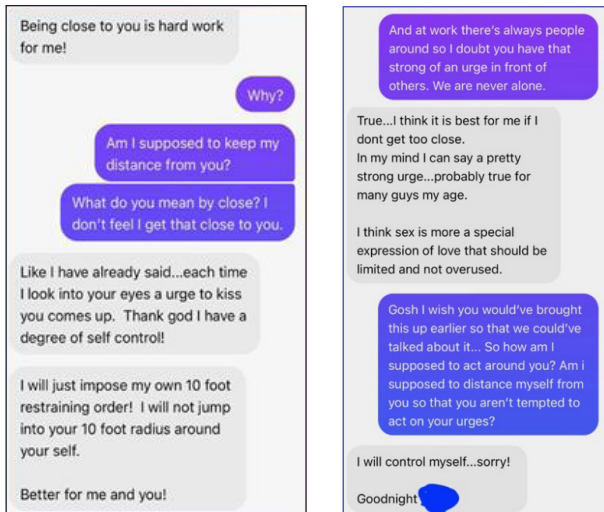 Being close to you is hard work
for me!
Why?
Am I supposed to keep my
distance from you?
What do you mean by close? I
don't feel I get that close to you.
Like I have already said...each time
I look into your eyes a urge to kiss
you comes up. Thank god I have a
degree of self control!
I will just impose my own 10 foot
restraining order! I will not jump
into your 10 foot radius around
your self.
Better for me and you!
And at work there's always people
around so I doubt you have that
strong of an urge in front of
others. We are never alone.
True...I think it is best for me if I
dont get too close.
In my mind I can say a pretty
strong urge...probably true for
many guys my age.
I think sex is more a special
expression of love that should be
limited and not overused.
Gosh I wish you would've brought
this up earlier so that we could've
talked about it... So how am I
supposed to act around you? Am i
supposed to distance myself from
you so that you aren't tempted to
act on your urges?
I will control myself...sorry!
Goodnight